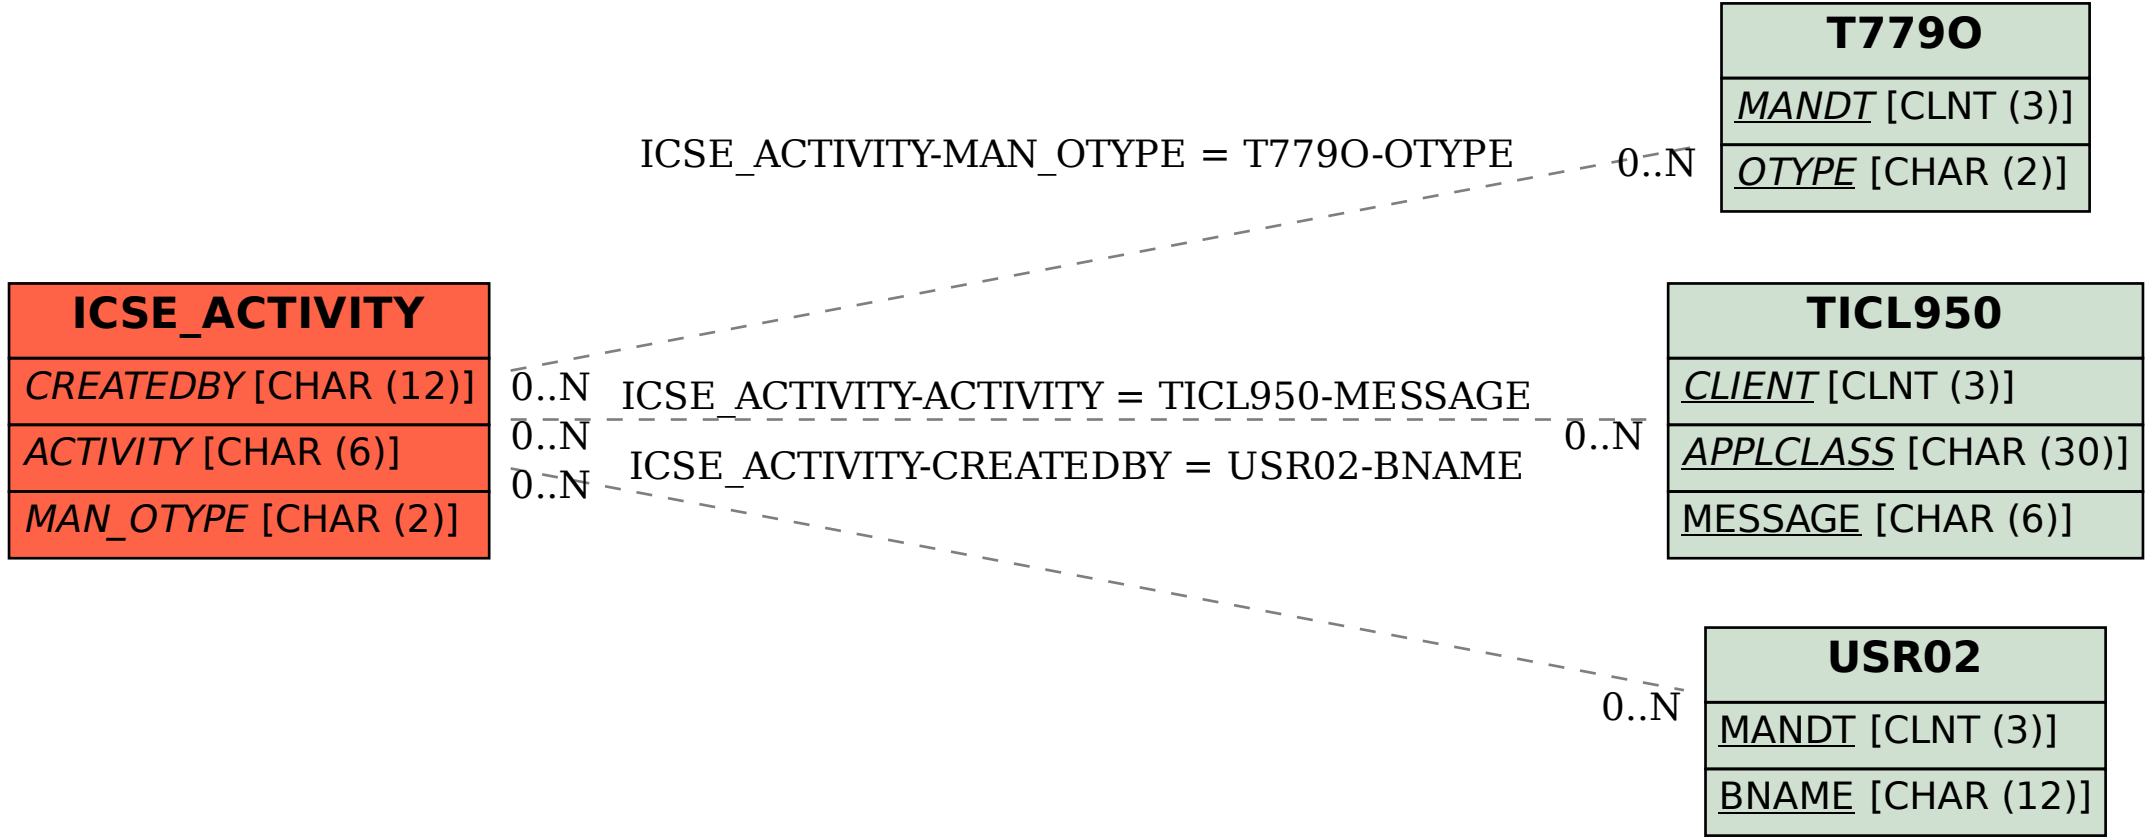 T779O
MANDT [CLNT (3)]
OTYPE [CHAR (2)]
ICSE_ACTIVITY-MAN_OTYPE = T779O-OTYPE
0..N
ICSE_ACTIVITY
CREATEDBY [CHAR (12)]
ACTIVITY [CHAR (6)]
MAN_OTYPE [CHAR (2)]
0..N
ICSE_ACTIVITY-ACTIVITY = TICL950-MESSAGE
0..N
0..N
ICSE_ACTIVITY-CREATEDBY = USR02-BNAME
0..N
TICL950
CLIENT [CLNT (3)]
APPLCLASS [CHAR (30)]
MESSAGE [CHAR (6)]
0..N
USR02
MANDT [CLNT (3)]
BNAME [CHAR (12)]